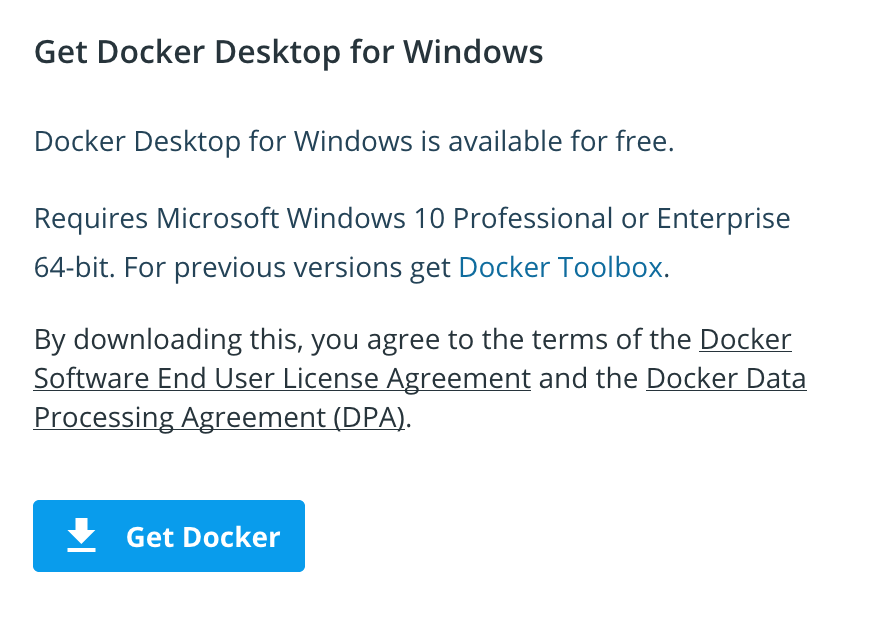 Get Docker Desktop for Windows
Docker Desktop for Windows is available for free.
Requires Microsoft Windows 10 Professional or Enterprise
64-bit. For previous versions get Docker Toolbox.
By downloading this, you agree to the terms of the Docker
Software End User License Agreement and the Docker Data
Processing Agreement (DPA).
Get Docker